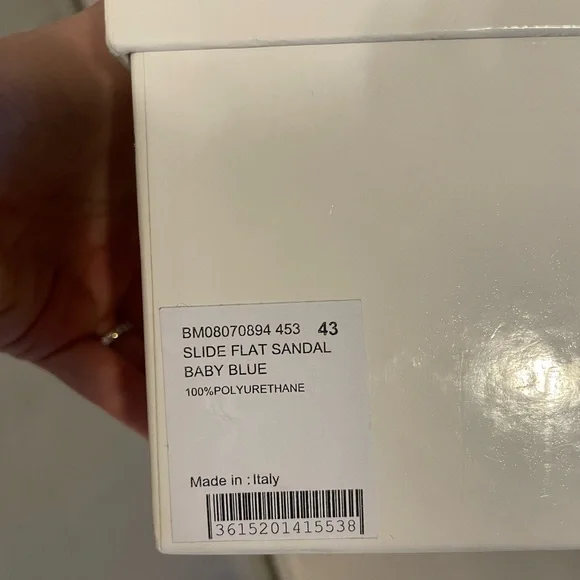 BM08070894 453 43
SLIDE FLAT SANDAL
BABY BLUE
100%POLYURETHANE
Made in : Italy
3615201415538